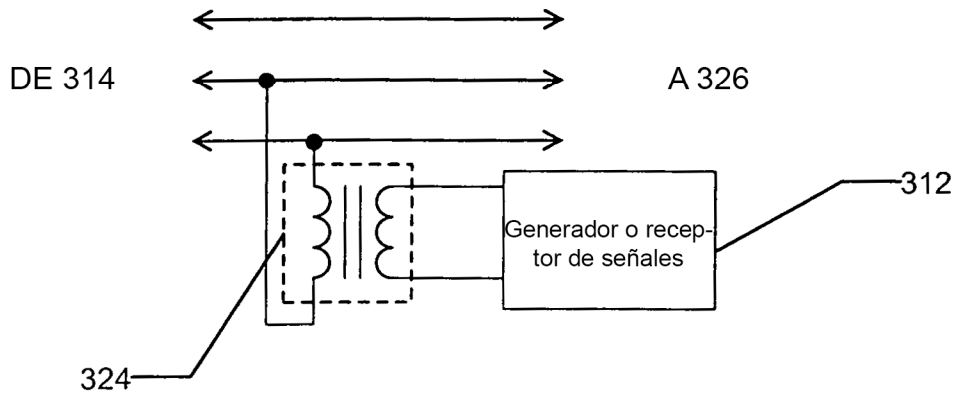 DE 314
A 326
312
Generador o recep-
tor de señales
324